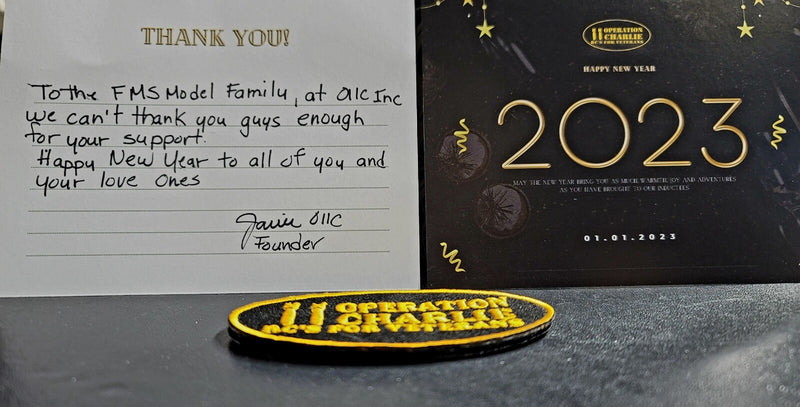 THANK YOU!
To the FMS Model Family, at OIIC Inc
we can't thank you guys enough
for your support.
Happy New Year to all of you and
your love ones
OIIC
Founder
OPERATION
CHARLIE
RC'S FOR VETERANS
HAPPY NEW YEAR
2023
MAY THE NEW YEAR BRING YOU AS MUCH WARMTH, JOY AND ADVENTURES
AS YOU HAVE BROUGHT TO OUR INDUCTEES
01.01.2023
OPERATION
CHARLIE
RC'S FOR VETERANS